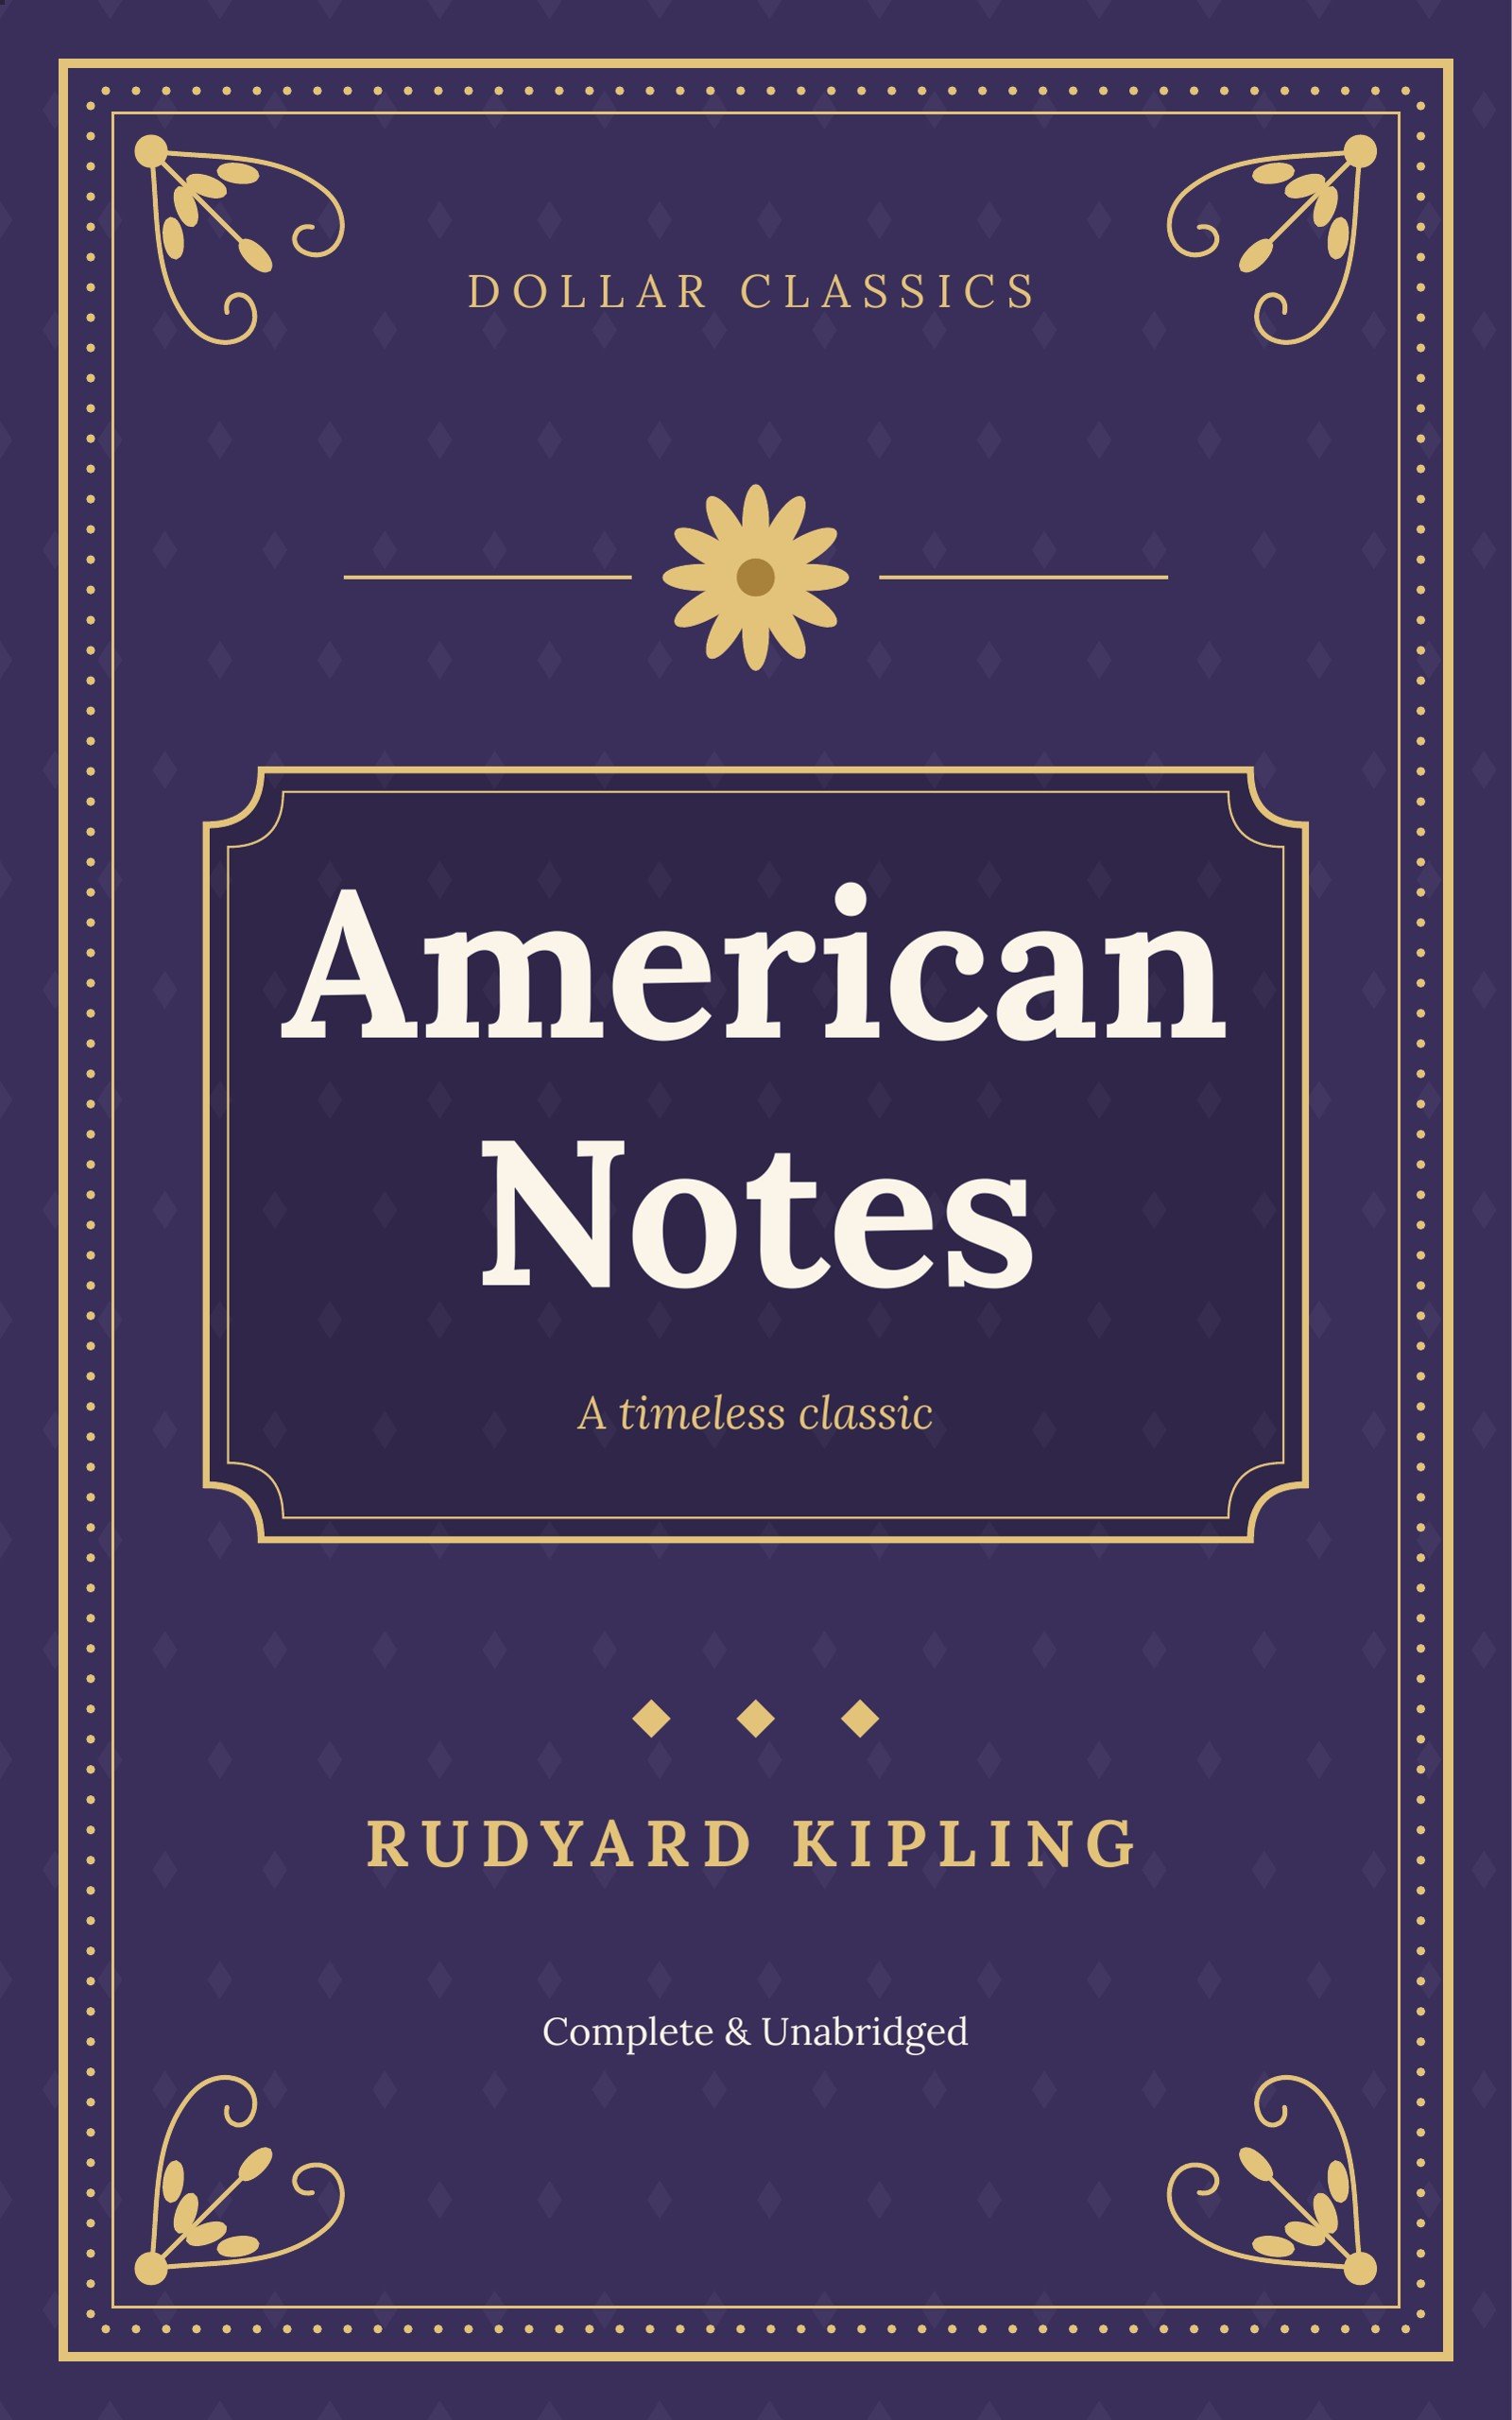 DOLLAR CLASSICS
American
Notes
A timeless classic
RUDYARD KIPLING
Complete & Unabridged